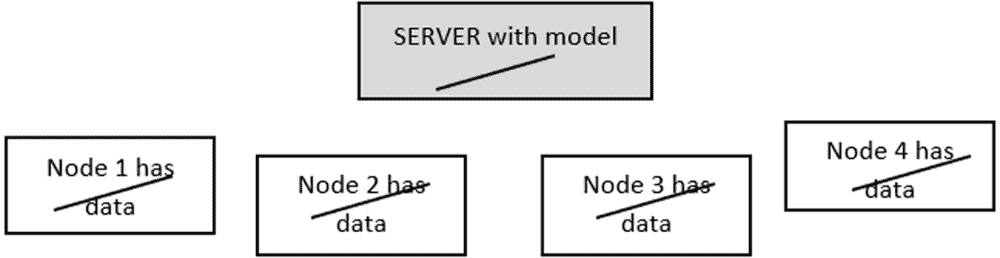 SERVER with model
Node 1 has
data
Node 2 has
data
Node 3 has
data
Node 4 has
data